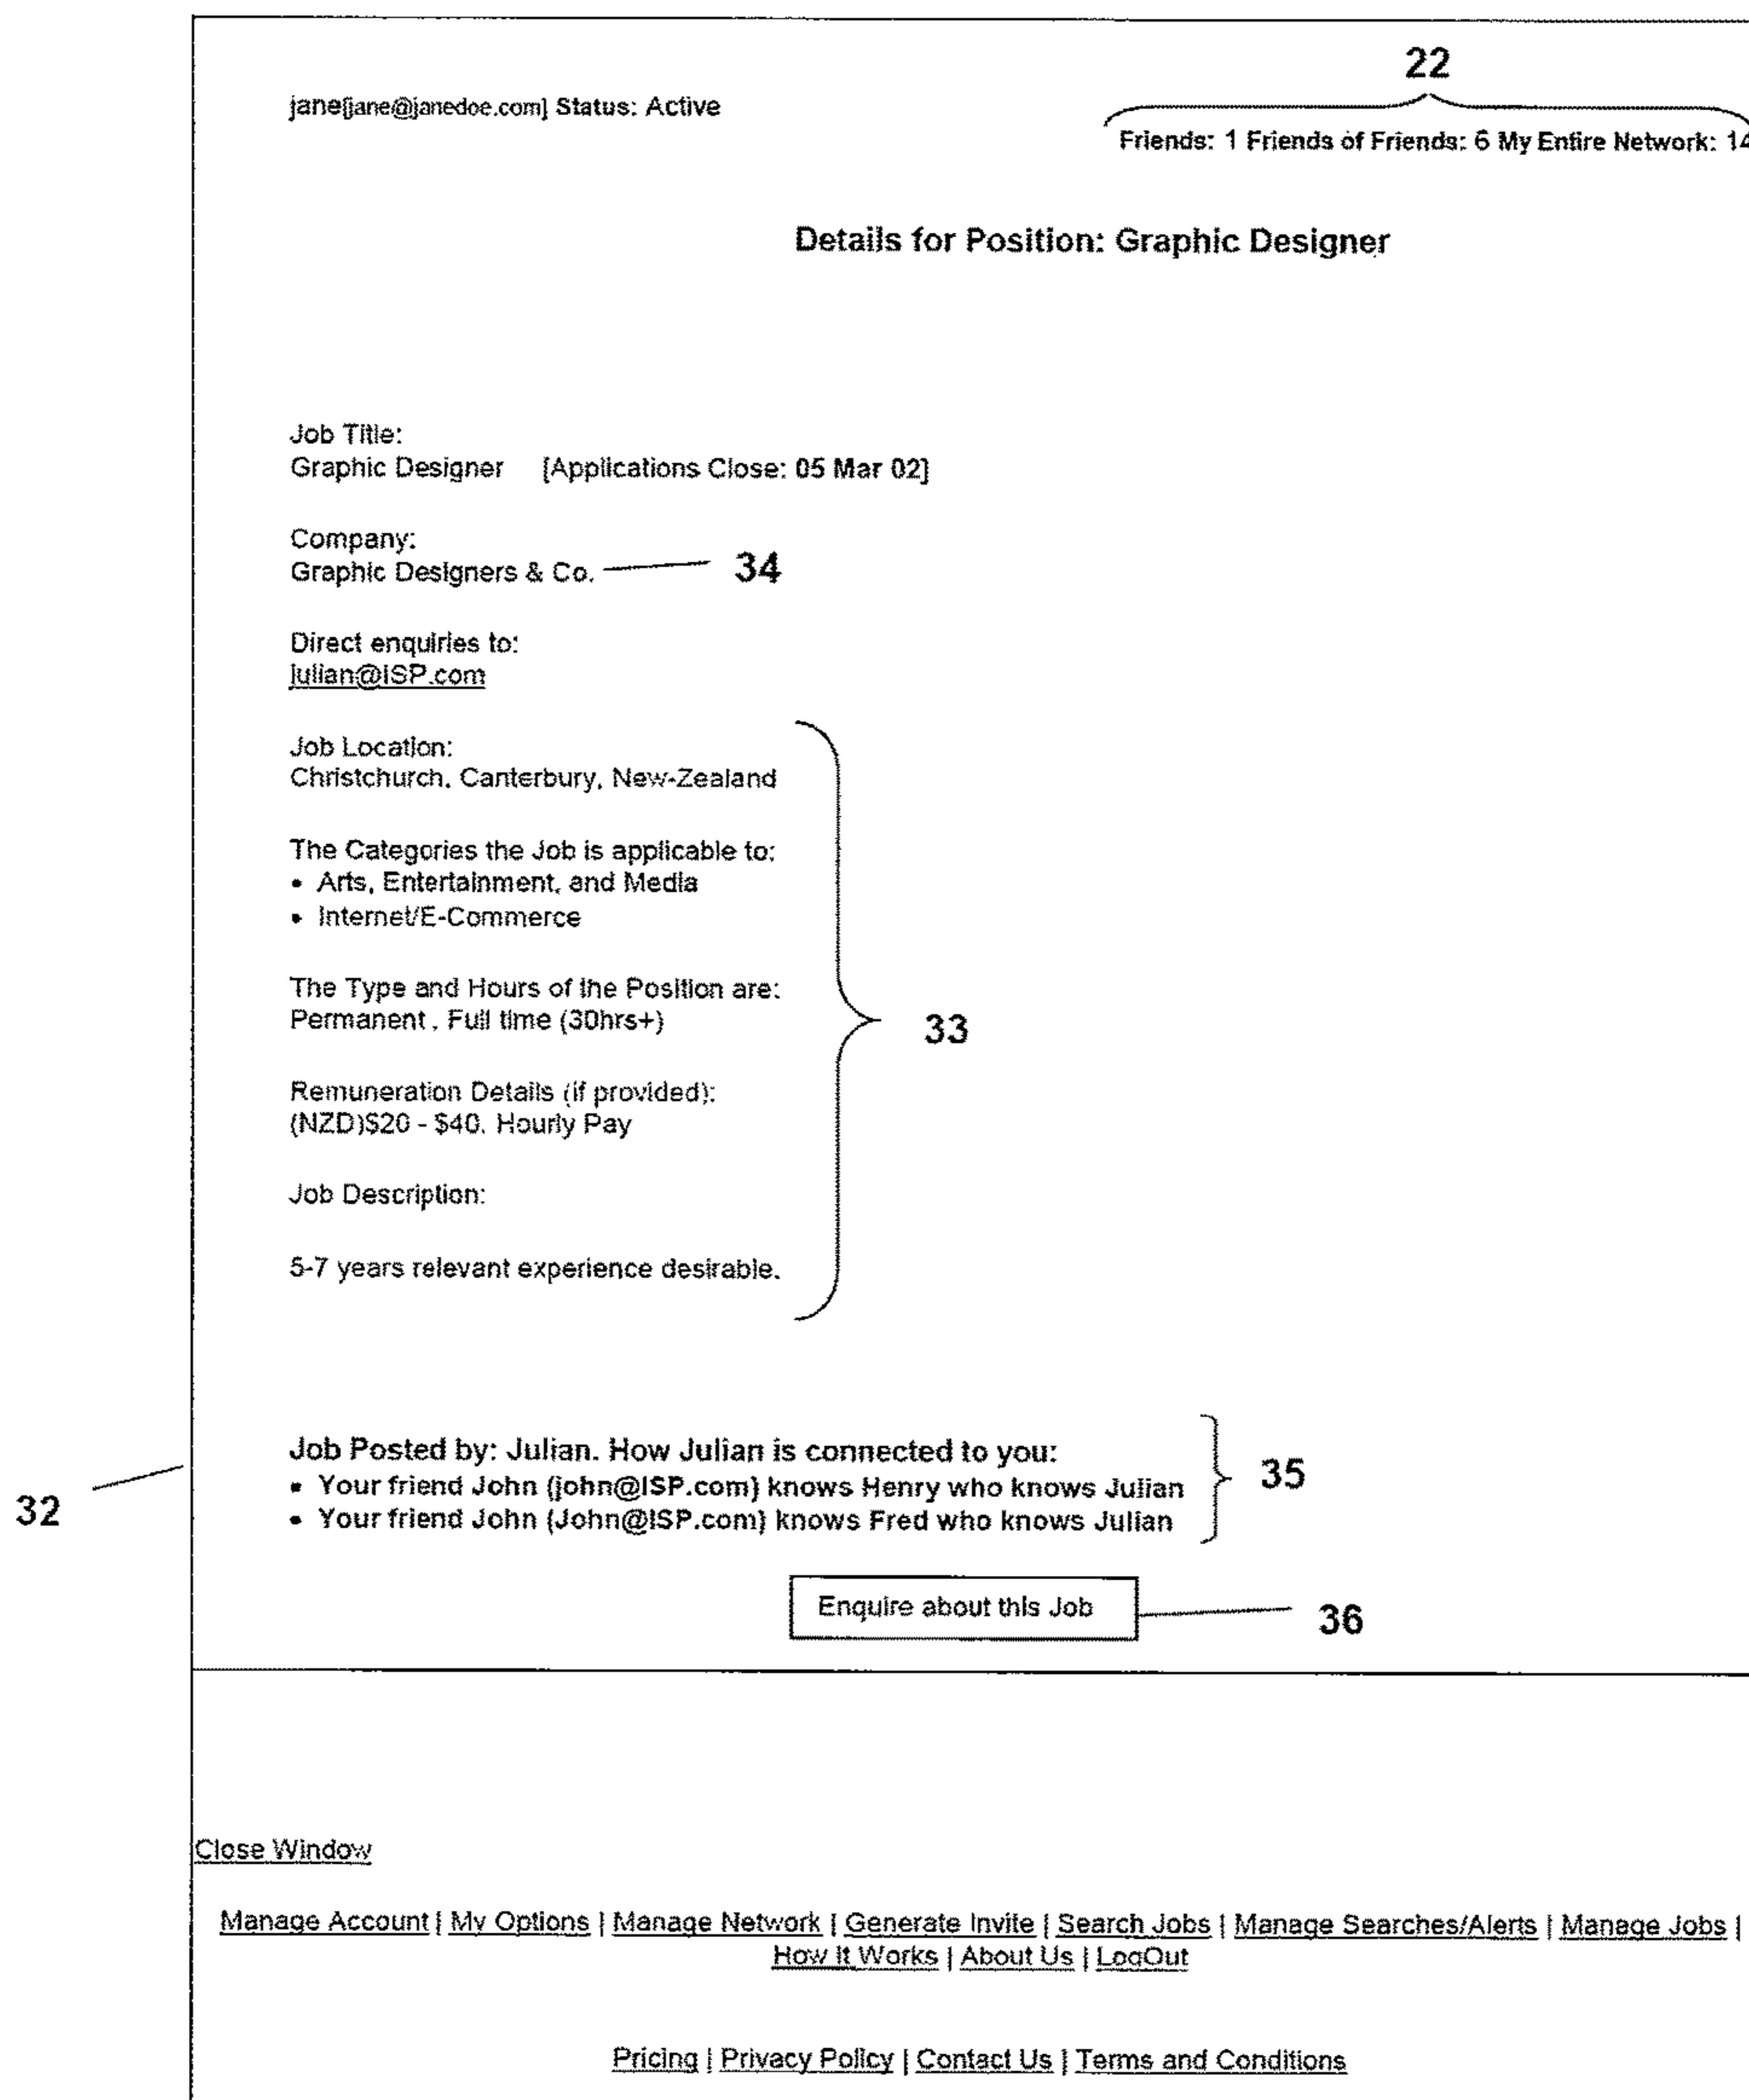 22
jane[jane@janedoe.com] Status: Active
Friends: 1 Friends of Friends: 6 My Entire Network: 14
Details for Position: Graphic Designer
Job Title:
Graphic Designer [Applications Close: 05 Mar 02]
Company:
Graphic Designers & Co. 34
Direct enquiries to:
julian@ISP.com
Job Location:
Christchurch, Canterbury, New-Zealand
The Categories the Job is applicable to:
• Arts, Entertainment, and Media
• Internet/E-Commerce
The Type and Hours of the Position are:
Permanent , Full time (30hrs+)
33
Remuneration Details (if provided):
(NZD)$20 - $40, Hourly Pay
Job Description:
5-7 years relevant experience desirable.
Job Posted by: Julian. How Julian is connected to you:
• Your friend John (john@ISP.com) knows Henry who knows Julian
35
32
• Your friend John (John@ISP.com) knows Fred who knows Julian
Enquire about this Job 36
Close Window
Manage Account | My Options | Manage Network | Generate Invite | Search Jobs | Manage Searches/Alerts | Manage Jobs |
How It Works | About Us | LogOut
Pricing | Privacy Policy | Contact Us | Terms and Conditions